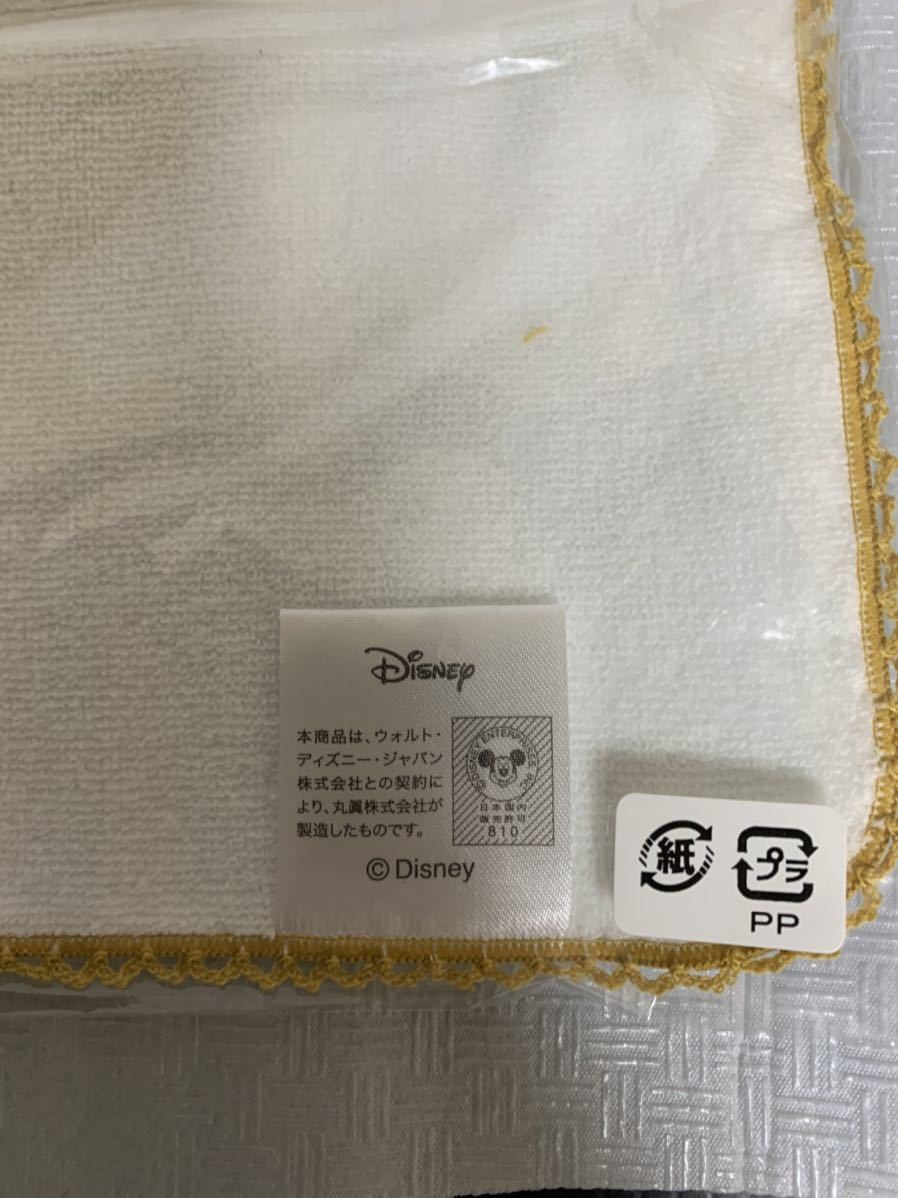 Disney
本商品は、ウォルト・
ディズニー・ジャパン
株式会社との契約に
より、丸眞株式会社が
製造したものです。
©DISNEY ENTERPRISES, INC.
日本国内
販売許可
810
© Disney
紙
プラ
PP